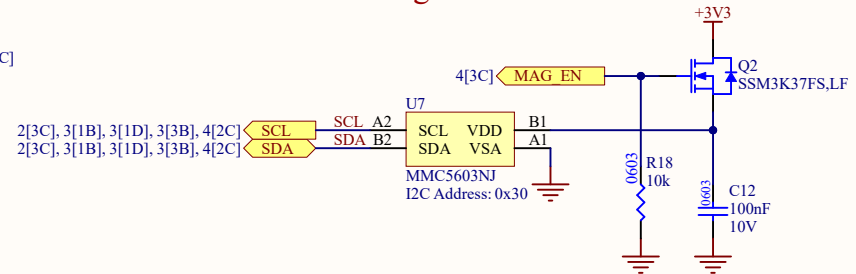 +3V3
C]
4[3C]
MAG_EN
Q2
SSM3K37FS,LF
U7
2[3C], 3[1B], 3[1D], 3[3B], 4[2C]
SCL
SCL
A2
SCL
VDD
B1
2[3C], 3[1B], 3[1D], 3[3B], 4[2C]
SDA
SDA
B2
SDA
VSA
A1
MMC5603NJ
I2C Address: 0x30
0603
R18
10k
0603
C12
100nF
10V